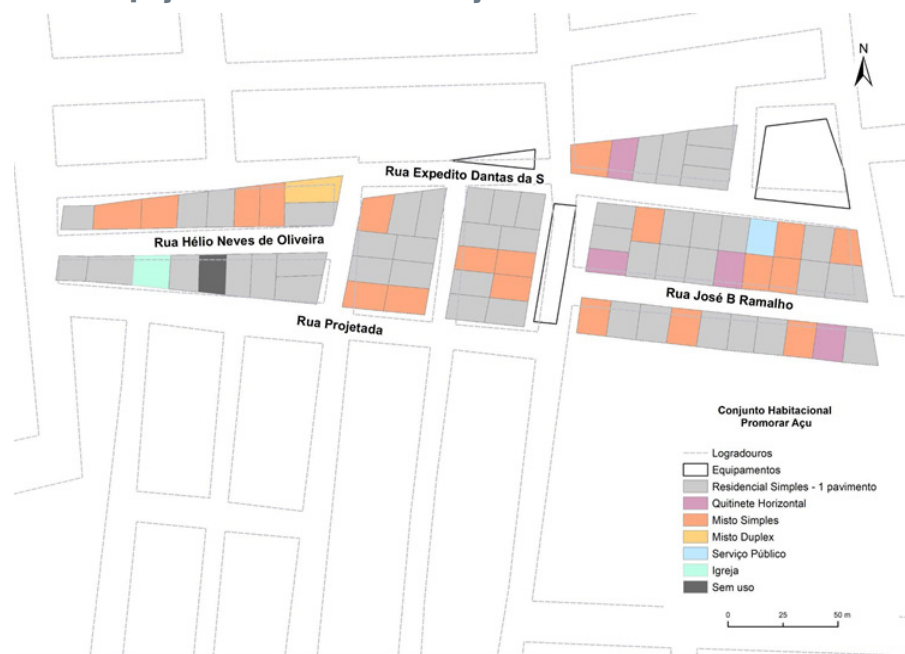 N
Rua Expedito Dantas da S
Rua Hélio Neves de Oliveira
Rua José B Ramalho
Rua Projetada
Conjunto Habitacional
Promorar Açu
Logradouros
Equipamentos
Residencial Simples - 1 pavimento
Quitinete Horizontal
Misto Simples
Misto Duplex
Serviço Público
Igreja
Sem uso
0 25 50 m